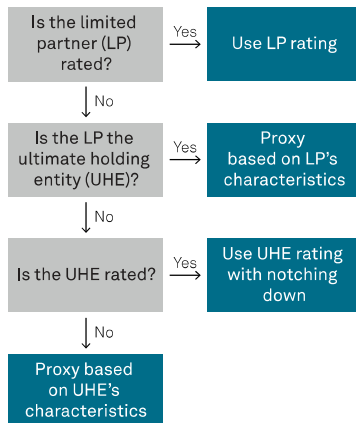 Is the limited
partner (LP)
rated?
Yes
Use LP rating
No
Is the LP the
ultimate holding
entity (UHE)?
Yes
Proxy
based on LP's
characteristics
No
Is the UHE rated?
Yes
Use UHE rating
with notching
down
No
Proxy based
on UHE's
characteristics